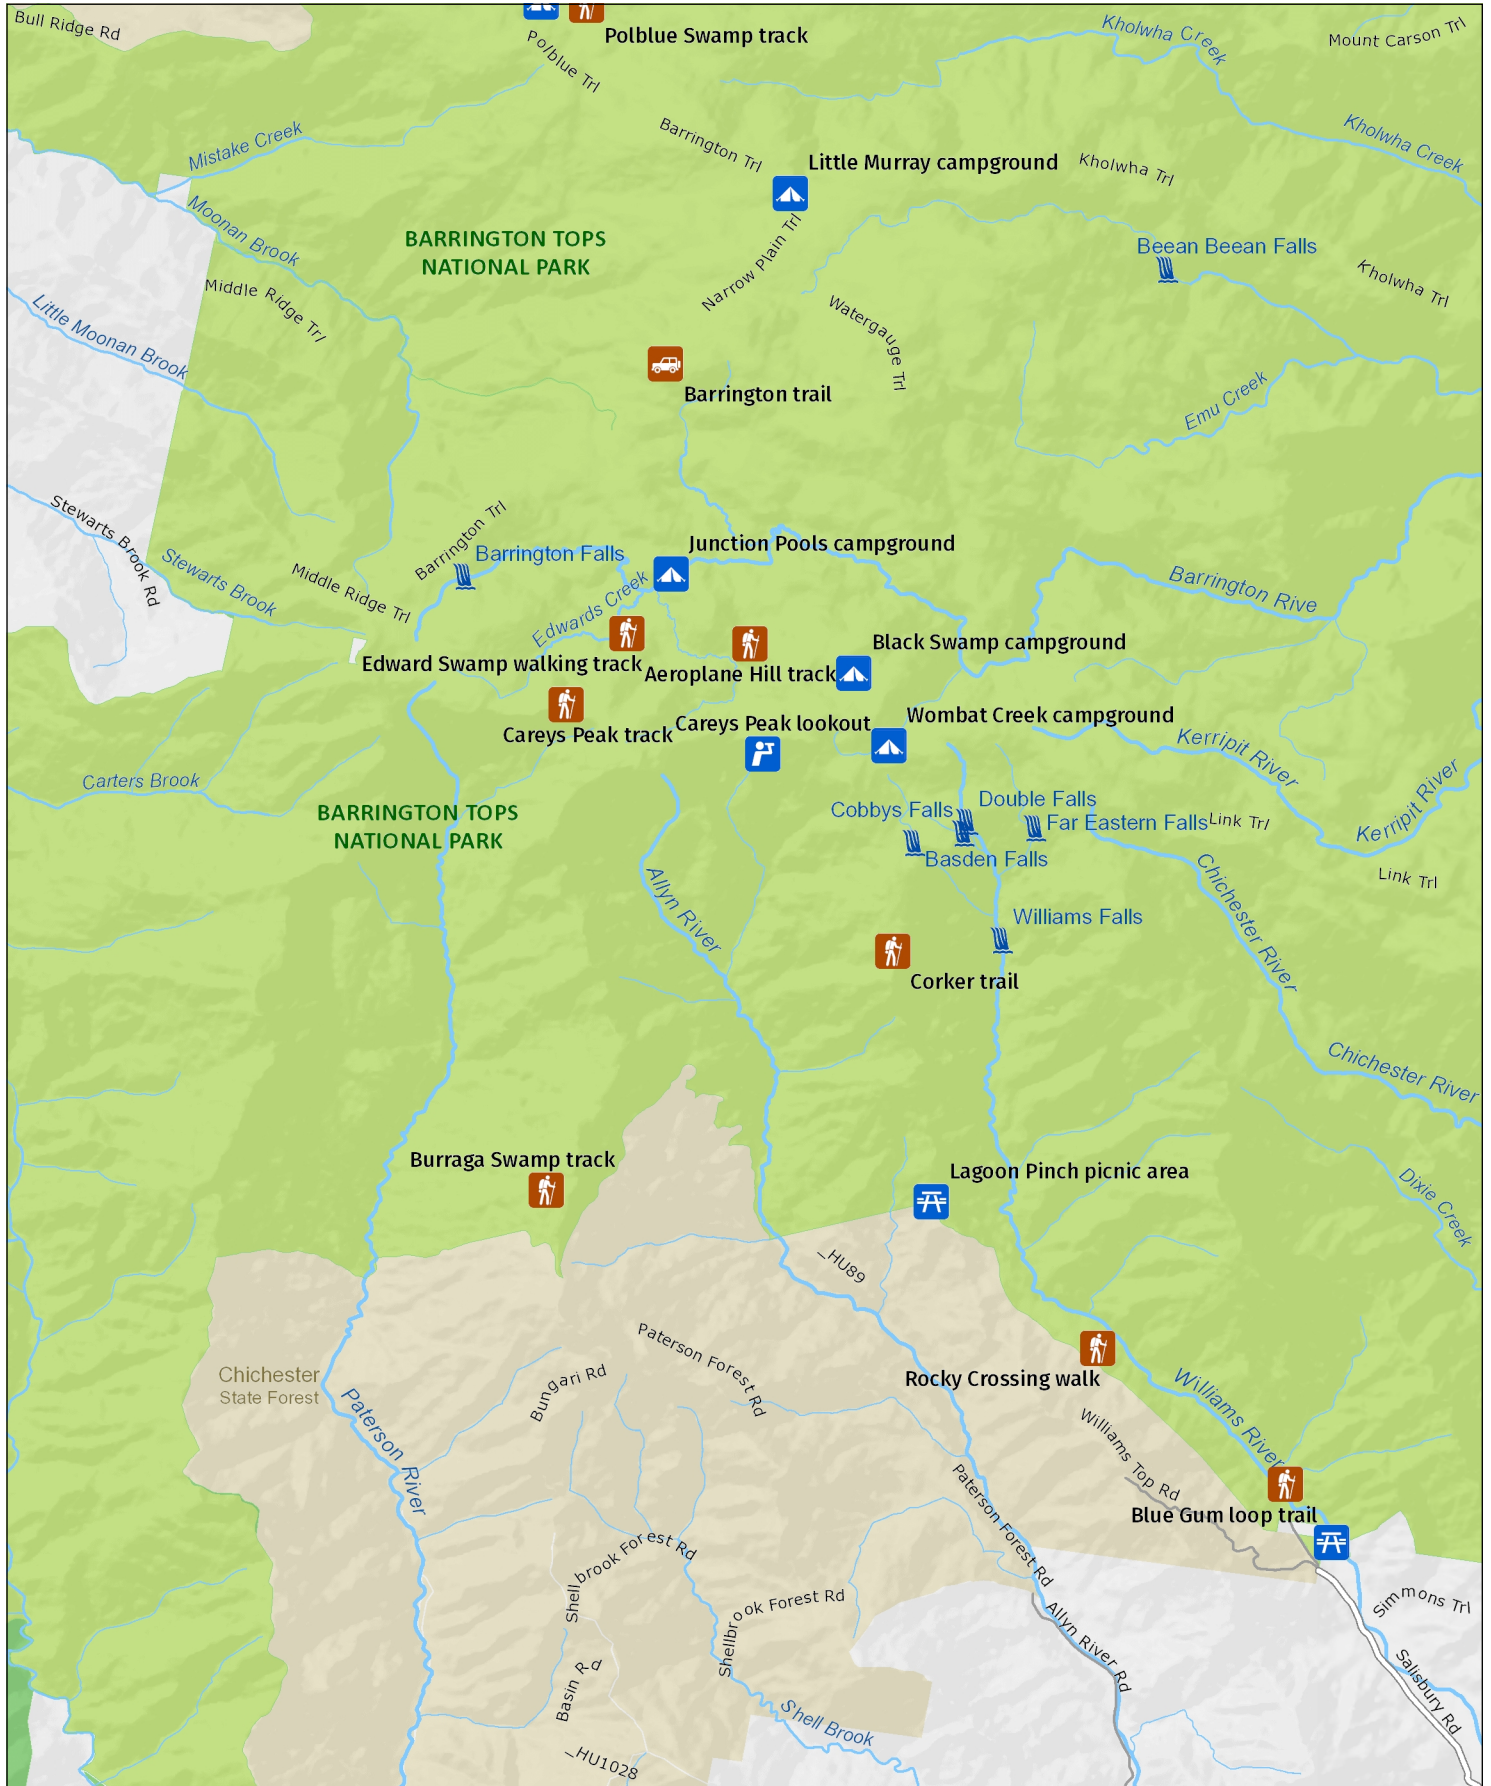 Bull Ridge Rd
Polblue Swamp track
Polblue Trl
Kholwha Creek
Mount Carson Trl
Mistake Creek
Barrington Trl
Little Murray campground
Kholwha Trl
Kholwha Creek
Moonan Brook
BARRINGTON TOPS
NATIONAL PARK
Narrow Plain Trl
Beean Beean Falls
Kholwha Trl
Middle Ridge Trl
Little Moonan Brook
Watergauge Trl
Barrington trail
Emu Creek
Stewarts Brook Rd
Stewarts Brook
Middle Ridge Trl
Barrington Trl
Barrington Falls
Junction Pools campground
Edwards Creek
Barrington Rive
Edward Swamp walking track
Aeroplane Hill track
Black Swamp campground
Careys Peak track
Careys Peak lookout
Wombat Creek campground
Kerripit River
Kerripit River
Carters Brook
BARRINGTON TOPS
NATIONAL PARK
Cobbys Falls
Double Falls
Far Eastern Falls
Link Trl
Basden Falls
Link Trl
Allyn River
Williams Falls
Chichester River
Corker trail
Chichester River
Burraga Swamp track
Lagoon Pinch picnic area
Dixie Creek
_HU89
Chichester
State Forest
Paterson River
Bungari Rd
Paterson Forest Rd
Rocky Crossing walk
Williams River
Williams Top Rd
Paterson Forest Rd
Blue Gum loop trail
Shellbrook Forest Rd
Shellbrook Forest Rd
Allyn River Rd
Simmons Trl
Salisbury Rd
Basin Rd
Shell Brook
_HU1028